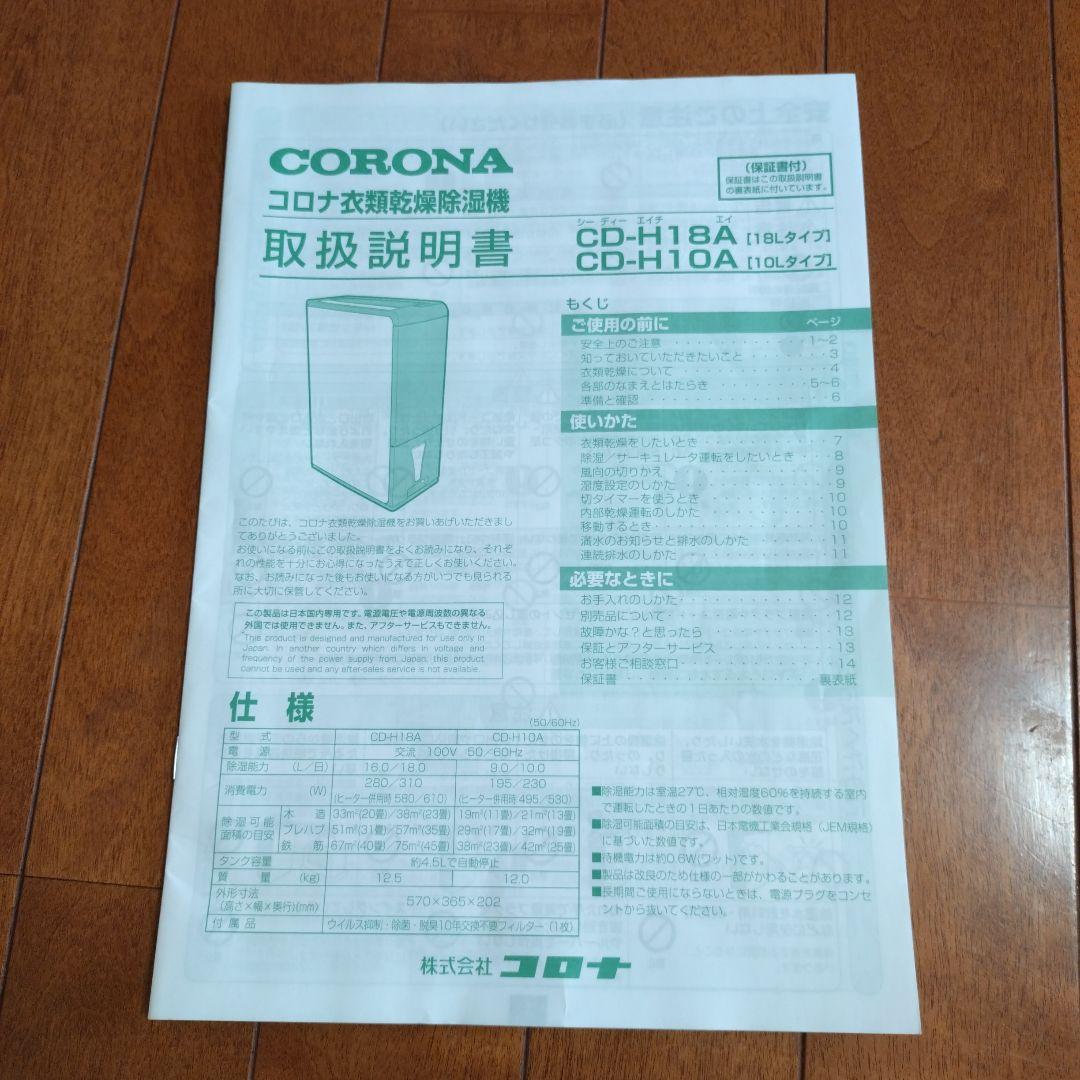 CORONA
コロナ衣類乾燥除湿機
取扱説明書
(保証書付)
保証書はこの取扱説明書
の裏表紙に付いています。
シー ディー エイチ エイ
CD-H18A [18Lタイプ]
CD-H10A [10Lタイプ]
もくじ
ご使用の前に ページ
安全上のご注意 ・・・・・・・・・・・・ 1~2
知っておいていただきたいこと ・・・・・・・・ 3
衣類乾燥について ・・・・・・・・・・・・ 4
各部のなまえとはたらき ・・・・・・・・・ 5~6
準備と確認 ・・・・・・・・・・・・・・・ 6
使いかた
衣類乾燥をしたいとき ・・・・・・・・・・ 7
除湿/サーキュレータ運転をしたいとき ・・・ 8
風向の切りかえ ・・・・・・・・・・・・・ 9
湿度設定のしかた ・・・・・・・・・・・・ 9
切タイマーを使うとき ・・・・・・・・・・ 10
内部乾燥運転のしかた ・・・・・・・・・・ 10
移動するとき ・・・・・・・・・・・・・・ 10
満水のお知らせと排水のしかた ・・・・・・ 11
連続排水のしかた ・・・・・・・・・・・・ 11
必要なときに
お手入れのしかた ・・・・・・・・・・・・ 12
別売品について ・・・・・・・・・・・・・ 12
故障かな?と思ったら ・・・・・・・・・・ 13
保証とアフターサービス ・・・・・・・・・ 13
お客様ご相談窓口 ・・・・・・・・・・・・ 14
保証書 ・・・・・・・・・・・・・・・ 裏表紙
このたびは、コロナ衣類乾燥除湿機をお買いあげいただきまし
てありがとうございました。
お使いになる前にこの取扱説明書をよくお読みになり、それぞ
れの性能を十分にお心得になったうえで正しくお使いください。
なお、お読みになった後もお使いになる方がいつでも見られる
所に大切に保管してください。
この製品は日本国内専用です。電源電圧や電源周波数の異なる
外国では使用できません。また、アフターサービスもできません。
This product is designed and manufactured for use only in
Japan. In another country which differs in voltage and
frequency of the power supply from Japan, this product
cannot be used and any after-sales service is not available.
仕様
(50/60Hz)
型式 CD-H18A CD-H10A
電源 交流 100V 50/60Hz
除湿能力 (L/日) 16.0/18.0 9.0/10.0
消費電力 (W) 280/310 195/230
(ヒーター併用時 580/610) (ヒーター併用時 495/530)
除湿可能面積の目安 木造 33m²(20畳)/38m²(23畳) 19m²(11畳)/21m²(13畳)
プレハブ 51m²(31畳)/57m²(35畳) 29m²(17畳)/32m²(19畳)
鉄筋 67m²(40畳)/75m²(45畳) 38m²(23畳)/42m²(25畳)
タンク容量 約4.5Lで自動停止
質量 (kg) 12.5 12.0
外形寸法
(高さ×幅×奥行)(mm) 570×365×202
付属品 ウイルス抑制・除菌・脱臭10年交換不要フィルター(1枚)
■除湿能力は室温27℃、相対湿度60%を持続する室内
で運転したときの1日あたりの数値です。
■除湿可能面積の目安は、日本電機工業会規格(JEM規格)
に基づいた数値です。
■待機電力は約0.6W(ワット)です。
■製品は改良のため仕様の一部がかわることがあります。
■長期間ご使用にならないときは、電源プラグをコンセ
ントから抜いてください。
株式会社 コロナ